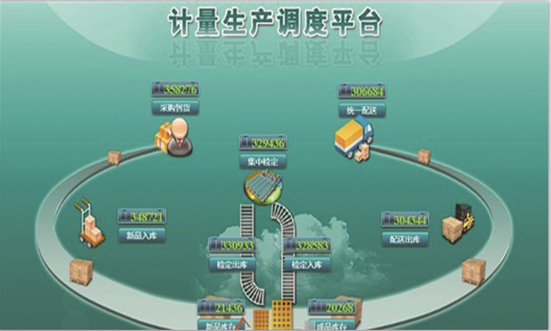 计量生产调度平台
358276
采购到货
306684
统一配送
329436
集中检定
348721
新品入库
304344
配送出库
330933
检定出库
328583
检定入库
21436
新品库存
20268
成品库存